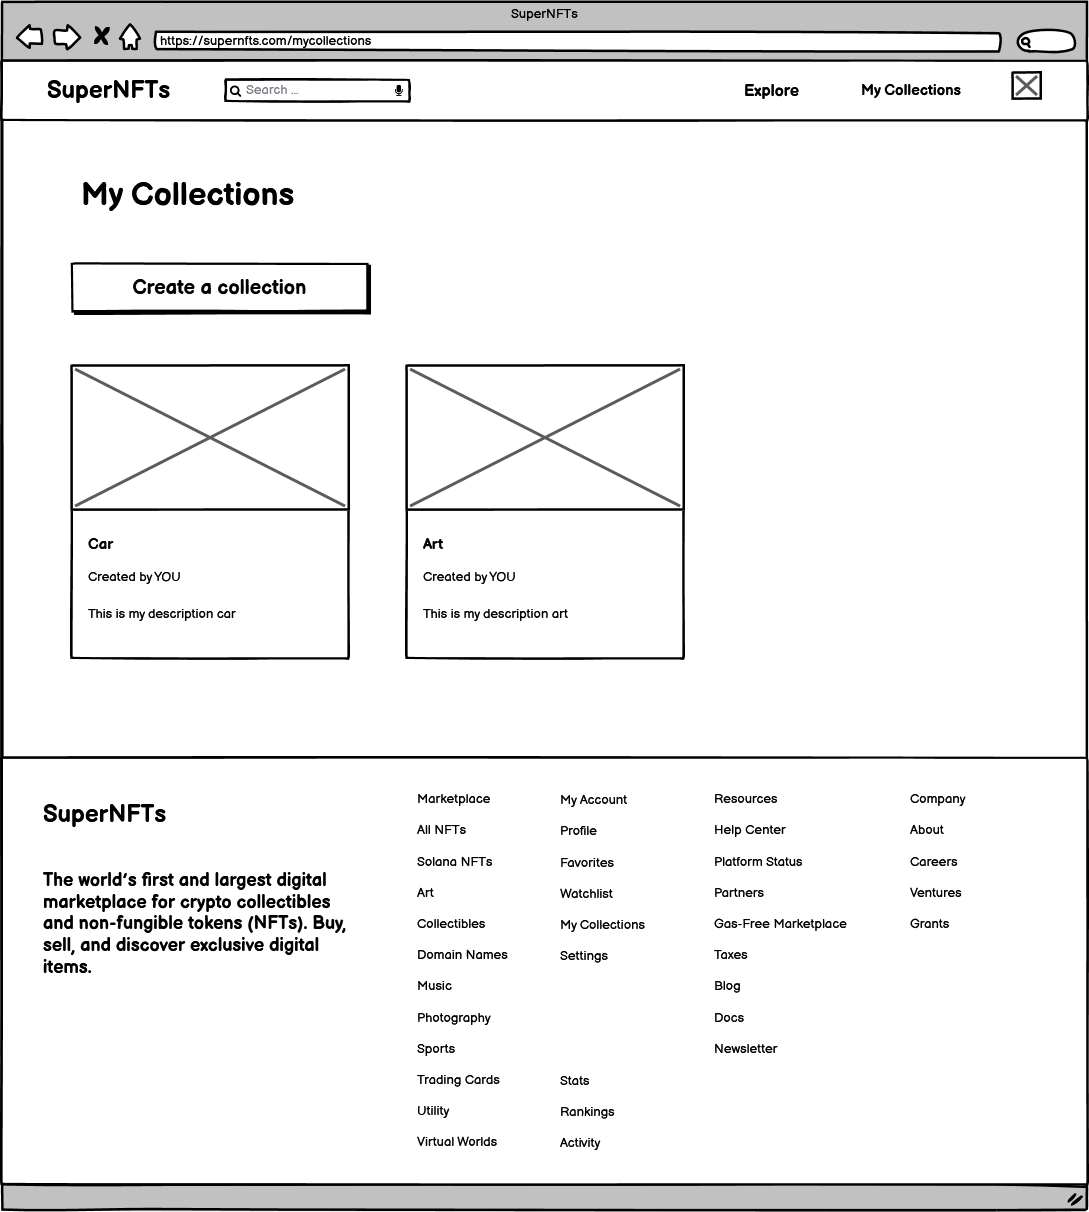 SuperNFTs
https://supernfts.com/mycollections
SuperNFTs
Search ...
Explore
My Collections
My Collections
Create a collection
Car
Created by YOU
This is my description car
Art
Created by YOU
This is my description art
SuperNFTs
The world's first and largest digital
marketplace for crypto collectibles
and non-fungible tokens (NFTs). Buy,
sell, and discover exclusive digital
items.
Marketplace
All NFTs
Solana NFTs
Art
Collectibles
Domain Names
Music
Photography
Sports
Trading Cards
Utility
Virtual Worlds
My Account
Profile
Favorites
Watchlist
My Collections
Settings
Stats
Rankings
Activity
Resources
Help Center
Platform Status
Partners
Gas-Free Marketplace
Taxes
Blog
Docs
Newsletter
Company
About
Careers
Ventures
Grants